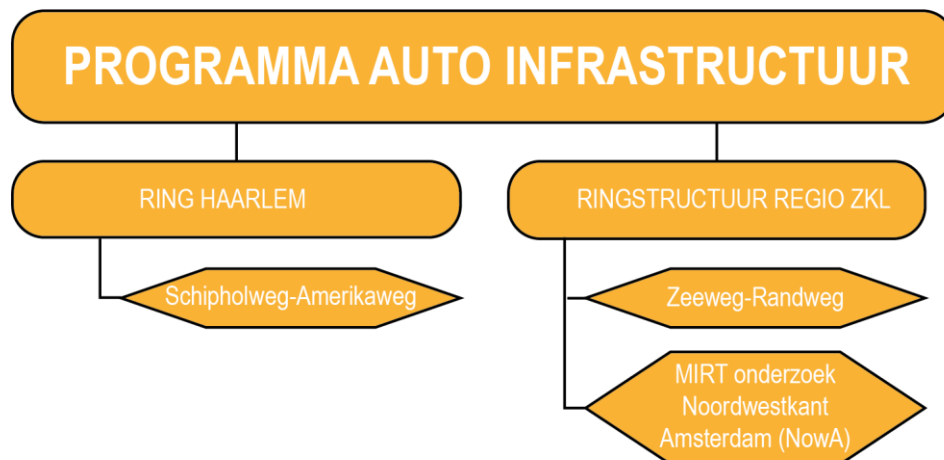 PROGRAMMA AUTO INFRASTRUCTUUR
RING HAARLEM
RINGSTRUCTUUR REGIO ZKL
Schipholweg-Amerikaweg
Zeeweg-Randweg
MIRT onderzoek
Noordwestkant
Amsterdam (NowA)